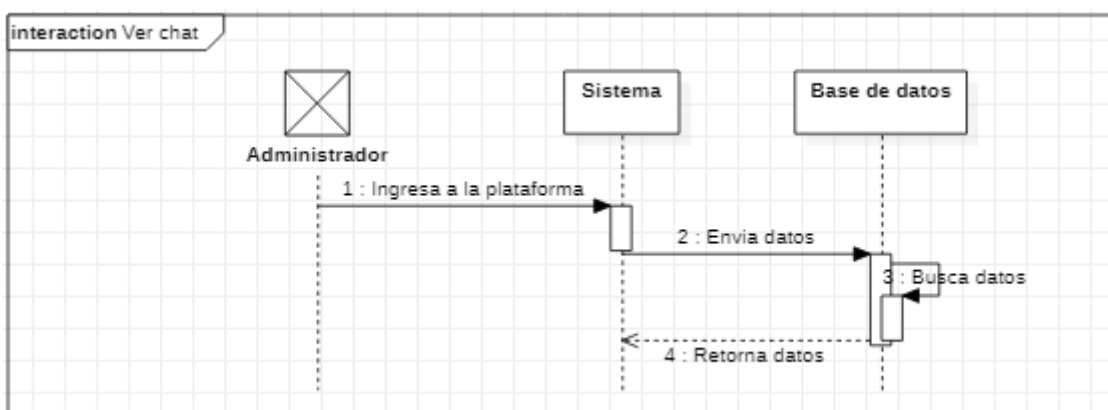 interaction Ver chat
Sistema
Base de datos
Administrador
1 : Ingresa a la plataforma
2 : Envia datos
3 : Busca datos
4 : Retorna datos